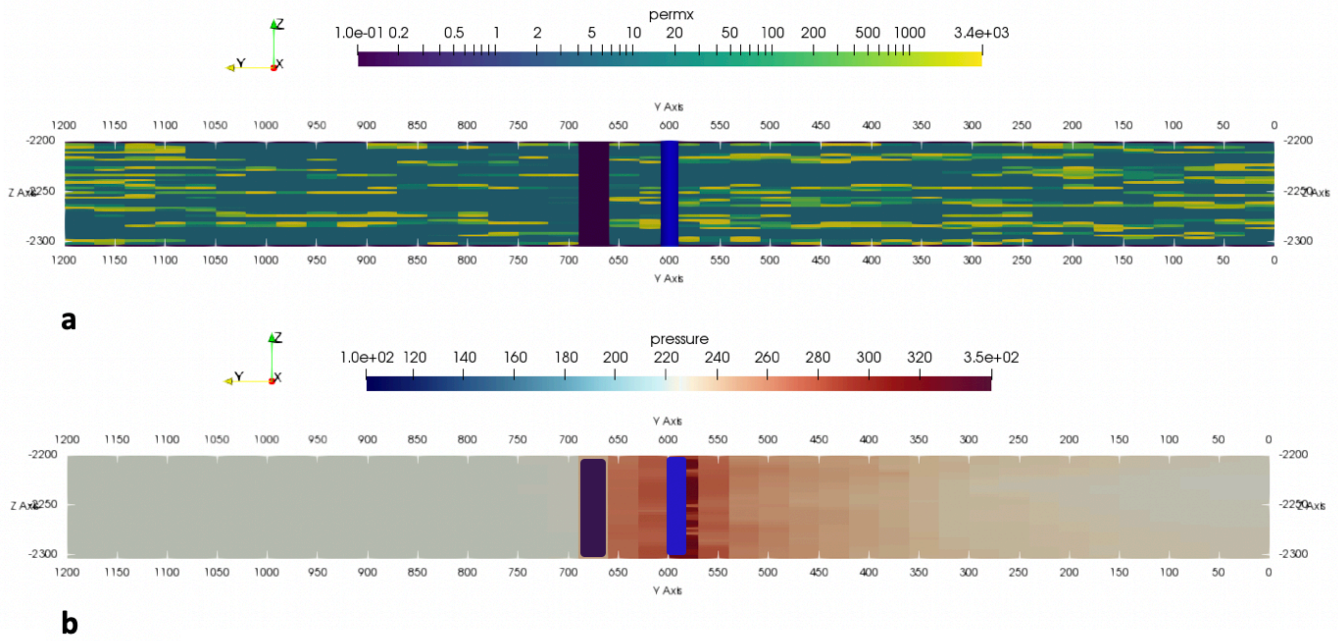 permx
1.0e-01 0.2 0.5 1 2 5 10 20 50 100 200 500 1000 3.4e+03
Z
Y X
Y Axis
1200 1150 1100 1050 1000 950 900 850 800 750 700 650 600 550 500 450 400 350 300 250 200 150 100 50 0
-2200 -2200
Z Axis -2250 -2250 Z Axis
-2300 -2300
1200 1150 1100 1050 1000 950 900 850 800 750 700 650 600 550 500 450 400 350 300 250 200 150 100 50 0
Y Axis
a
Z
Y X
pressure
1.0e+02 120 140 160 180 200 220 240 260 280 300 320 3.5e+02
Y Axis
1200 1150 1100 1050 1000 950 900 850 800 750 700 650 600 550 500 450 400 350 300 250 200 150 100 50 0
-2200 -2200
Z Axis -2250 -2250 Z Axis
-2300 -2300
1200 1150 1100 1050 1000 950 900 850 800 750 700 650 600 550 500 450 400 350 300 250 200 150 100 50 0
Y Axis
b